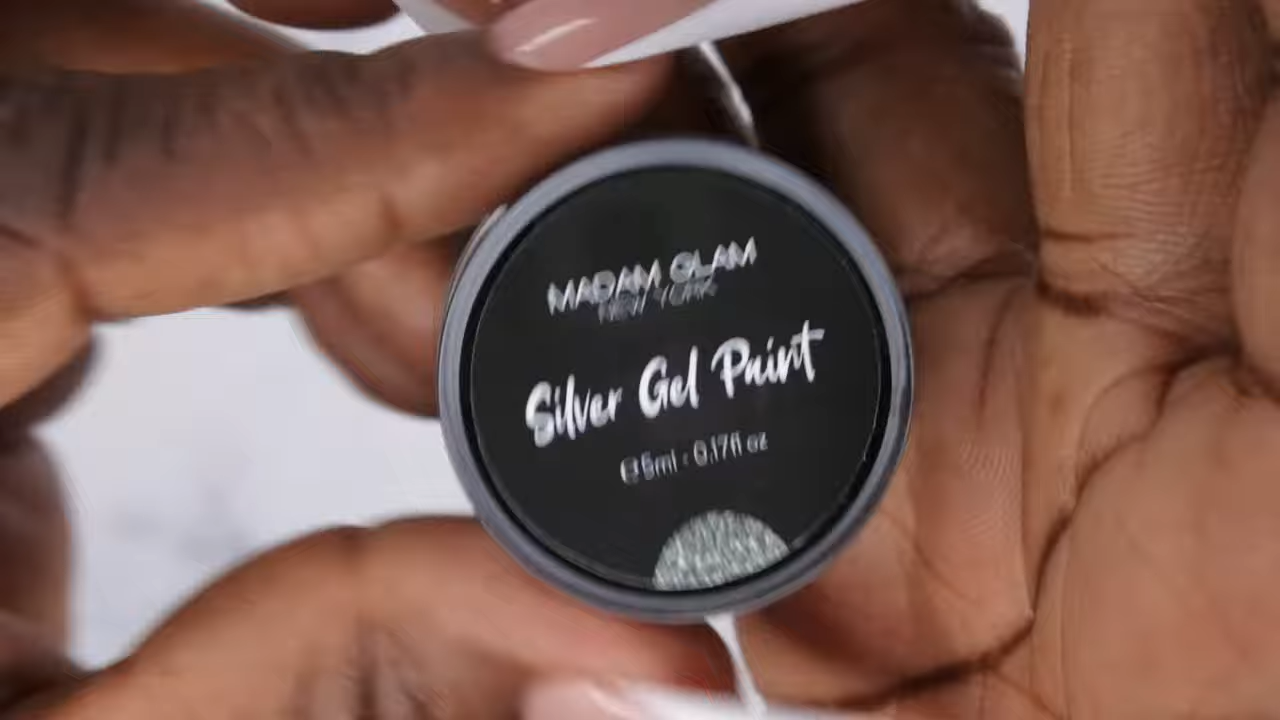 MADAM GLAM
NEW YORK
Silver Gel Paint
℮ 5ml · 0.17fl oz